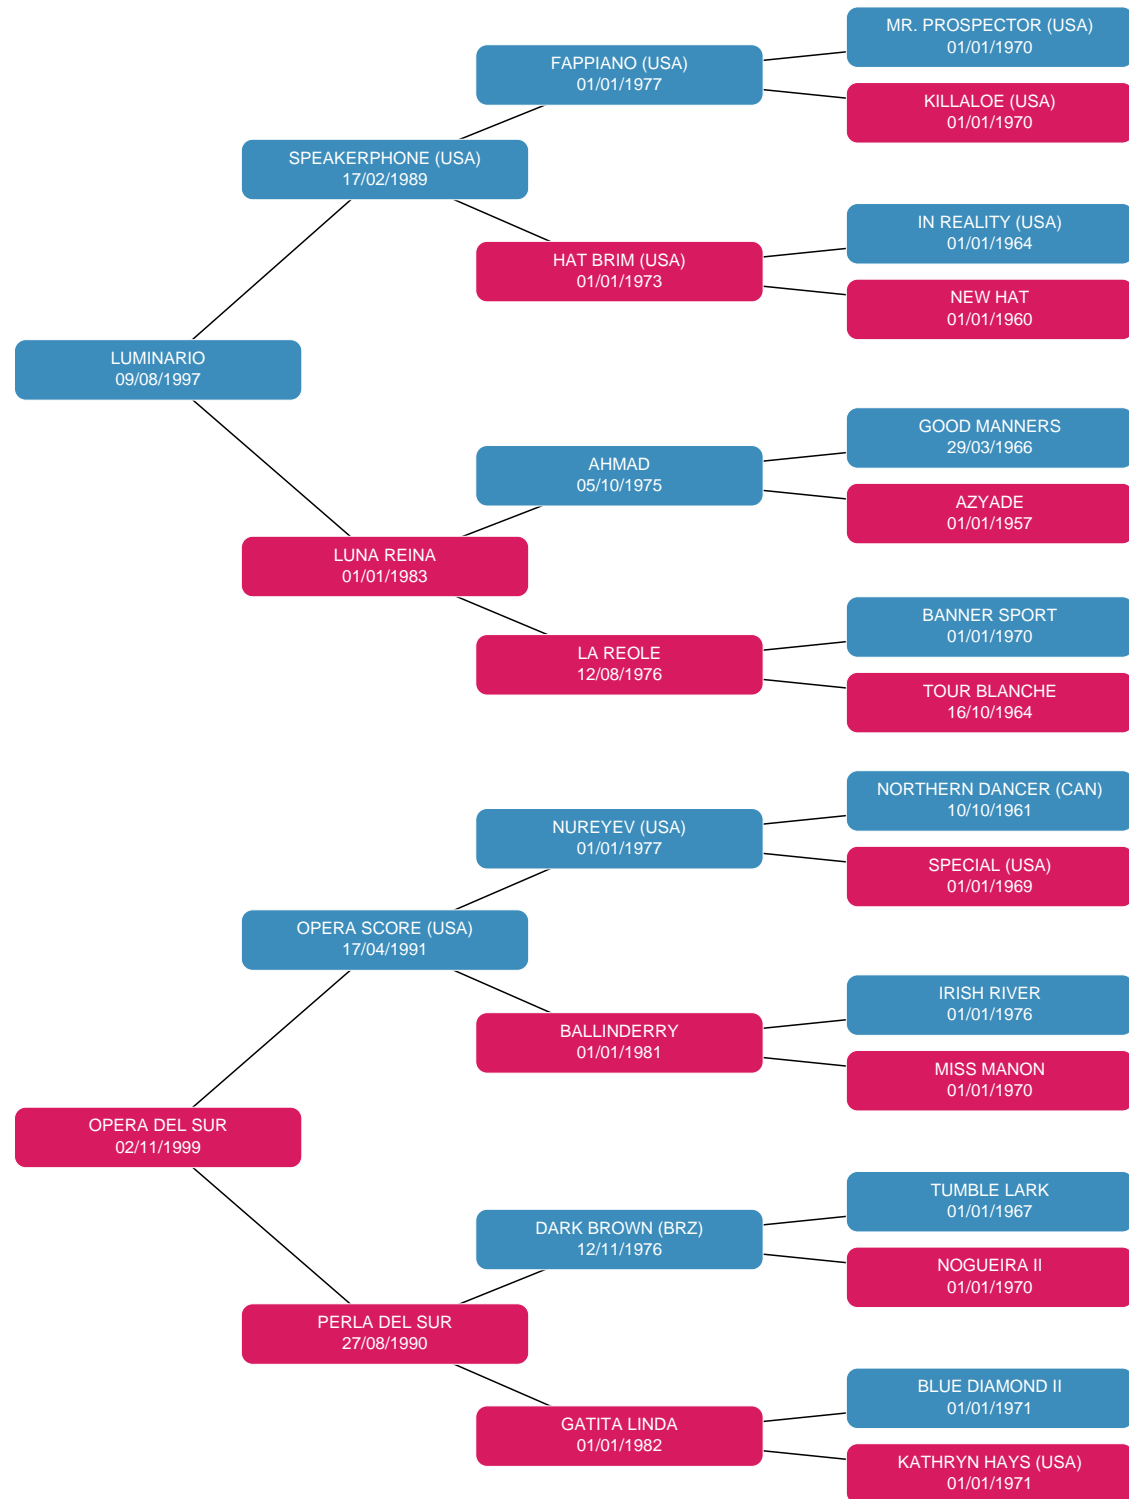 MR. PROSPECTOR (USA)
01/01/1970
FAPPIANO (USA)
01/01/1977
KILLALOE (USA)
01/01/1970
SPEAKERPHONE (USA)
17/02/1989
IN REALITY (USA)
01/01/1964
HAT BRIM (USA)
01/01/1973
NEW HAT
01/01/1960
LUMINARIO
09/08/1997
GOOD MANNERS
29/03/1966
AHMAD
05/10/1975
AZYADE
01/01/1957
LUNA REINA
01/01/1983
BANNER SPORT
01/01/1970
LA REOLE
12/08/1976
TOUR BLANCHE
16/10/1964
NORTHERN DANCER (CAN)
10/10/1961
NUREYEV (USA)
01/01/1977
SPECIAL (USA)
01/01/1969
OPERA SCORE (USA)
17/04/1991
IRISH RIVER
01/01/1976
BALLINDERRY
01/01/1981
MISS MANON
01/01/1970
OPERA DEL SUR
02/11/1999
TUMBLE LARK
01/01/1967
DARK BROWN (BRZ)
12/11/1976
NOGUEIRA II
01/01/1970
PERLA DEL SUR
27/08/1990
BLUE DIAMOND II
01/01/1971
GATITA LINDA
01/01/1982
KATHRYN HAYS (USA)
01/01/1971